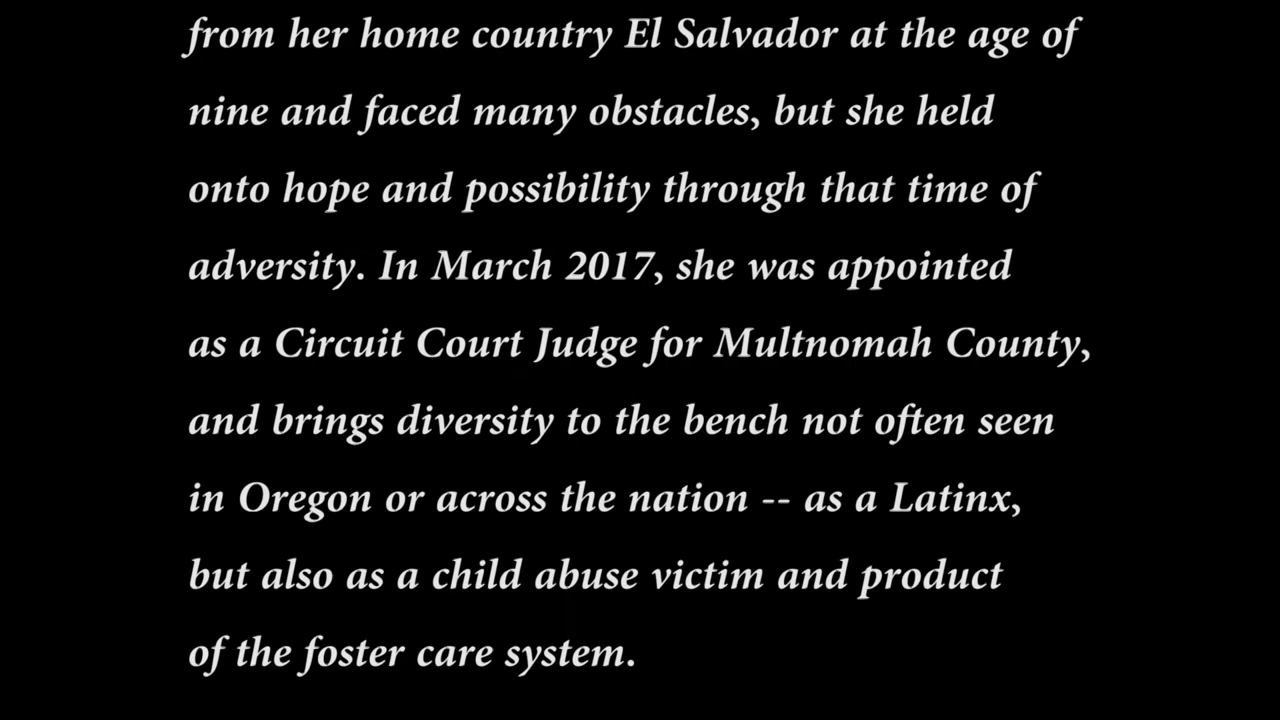 from her home country El Salvador at the age of
nine and faced many obstacles, but she held
onto hope and possibility through that time of
adversity. In March 2017, she was appointed
as a Circuit Court Judge for Multnomah County,
and brings diversity to the bench not often seen
in Oregon or across the nation -- as a Latinx,
but also as a child abuse victim and product
of the foster care system.